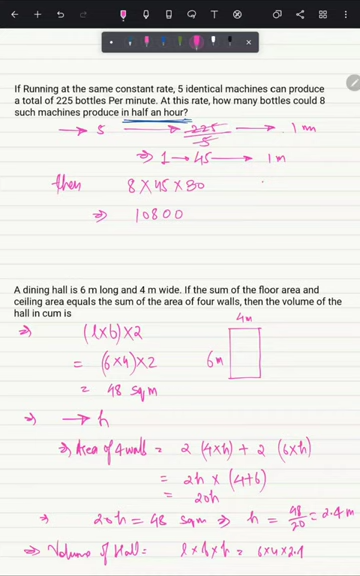 If Running at the same constant rate, 5 identical machines can produce
a total of 225 bottles Per minute. At this rate, how many bottles could 8
such machines produce in half an hour?
→ 5 → 225/5 → 1 m
⇒ 1 → 45 → 1 m
then 8 × 45 × 30
⇒ 10800
A dining hall is 6 m long and 4 m wide. If the sum of the floor area and
ceiling area equals the sum of the area of four walls, then the volume of the
hall in cum is
4m
⇒ (l × b) × 2
= (6 × 4) × 2
6m
= 48 sq m
⇒ → h
⇒ Area of 4 wall = 2 (4 × h) + 2 (6 × h)
= 2h × (4+6)
= 20h
⇒ 20h = 48 sq m ⇒ h = 48/20 = 2.4 m
⇒ Volume of Hall = l × b × h = 6 × 4 × 2.4